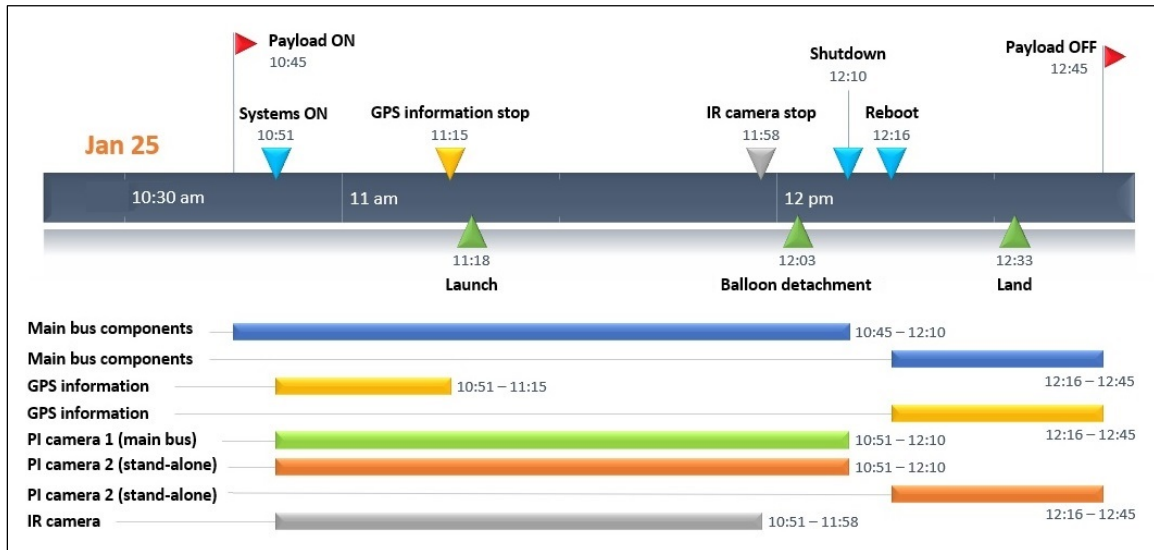 Payload ON
10:45
Shutdown
12:10
Payload OFF
12:45
Jan 25
Systems ON
10:51
GPS information stop
11:15
IR camera stop
11:58
Reboot
12:16
10:30 am
11 am
12 pm
11:18
Launch
12:03
Balloon detachment
12:33
Land
Main bus components
10:45 – 12:10
Main bus components
12:16 – 12:45
GPS information
10:51 – 11:15
GPS information
12:16 – 12:45
PI camera 1 (main bus)
10:51 – 12:10
PI camera 2 (stand-alone)
10:51 – 12:10
PI camera 2 (stand-alone)
12:16 – 12:45
IR camera
10:51 – 11:58